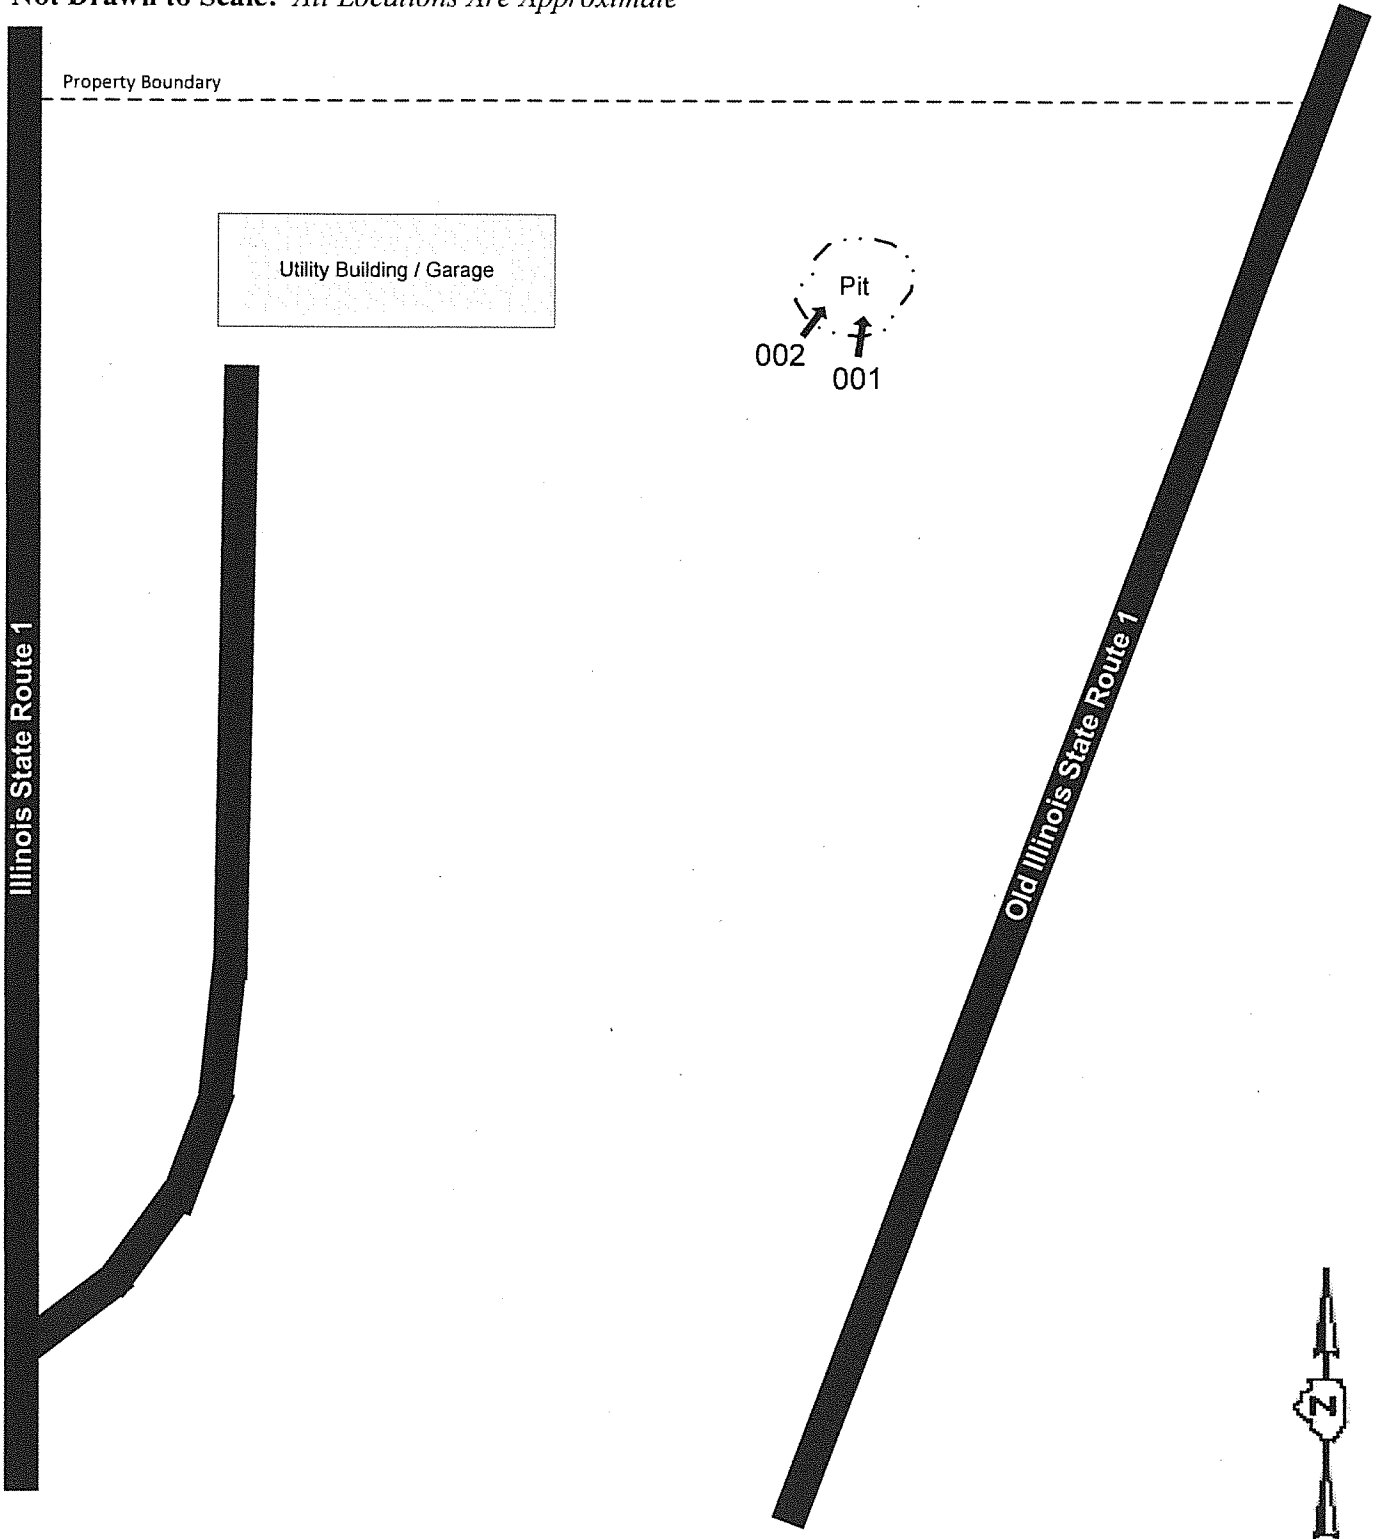 Not Drawn to Scale: All Locations Are Approximate
Property Boundary
Utility Building / Garage
Pit
002
001
Illinois State Route 1
Old Illinois State Route 1
N